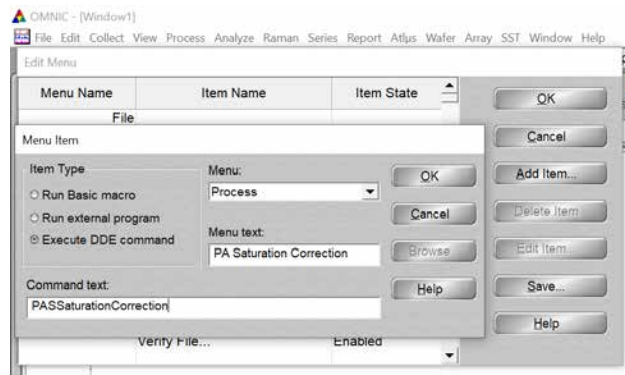 OMNIC - [Window1]
File Edit Collect View Process Analyze Raman Series Report Atlµs Wafer Array SST Window Help
Edit Menu
Menu Name Item Name Item State
File
OK
Cancel
Add Item...
Delete Item
Edit Item...
Save...
Help
Menu Item
Item Type
Run Basic macro
Run external program
Execute DDE command
Menu:
Process
Menu text:
PA Saturation Correction
OK
Cancel
Browse
Help
Command text:
PASSaturationCorrection
Verify File... Enabled